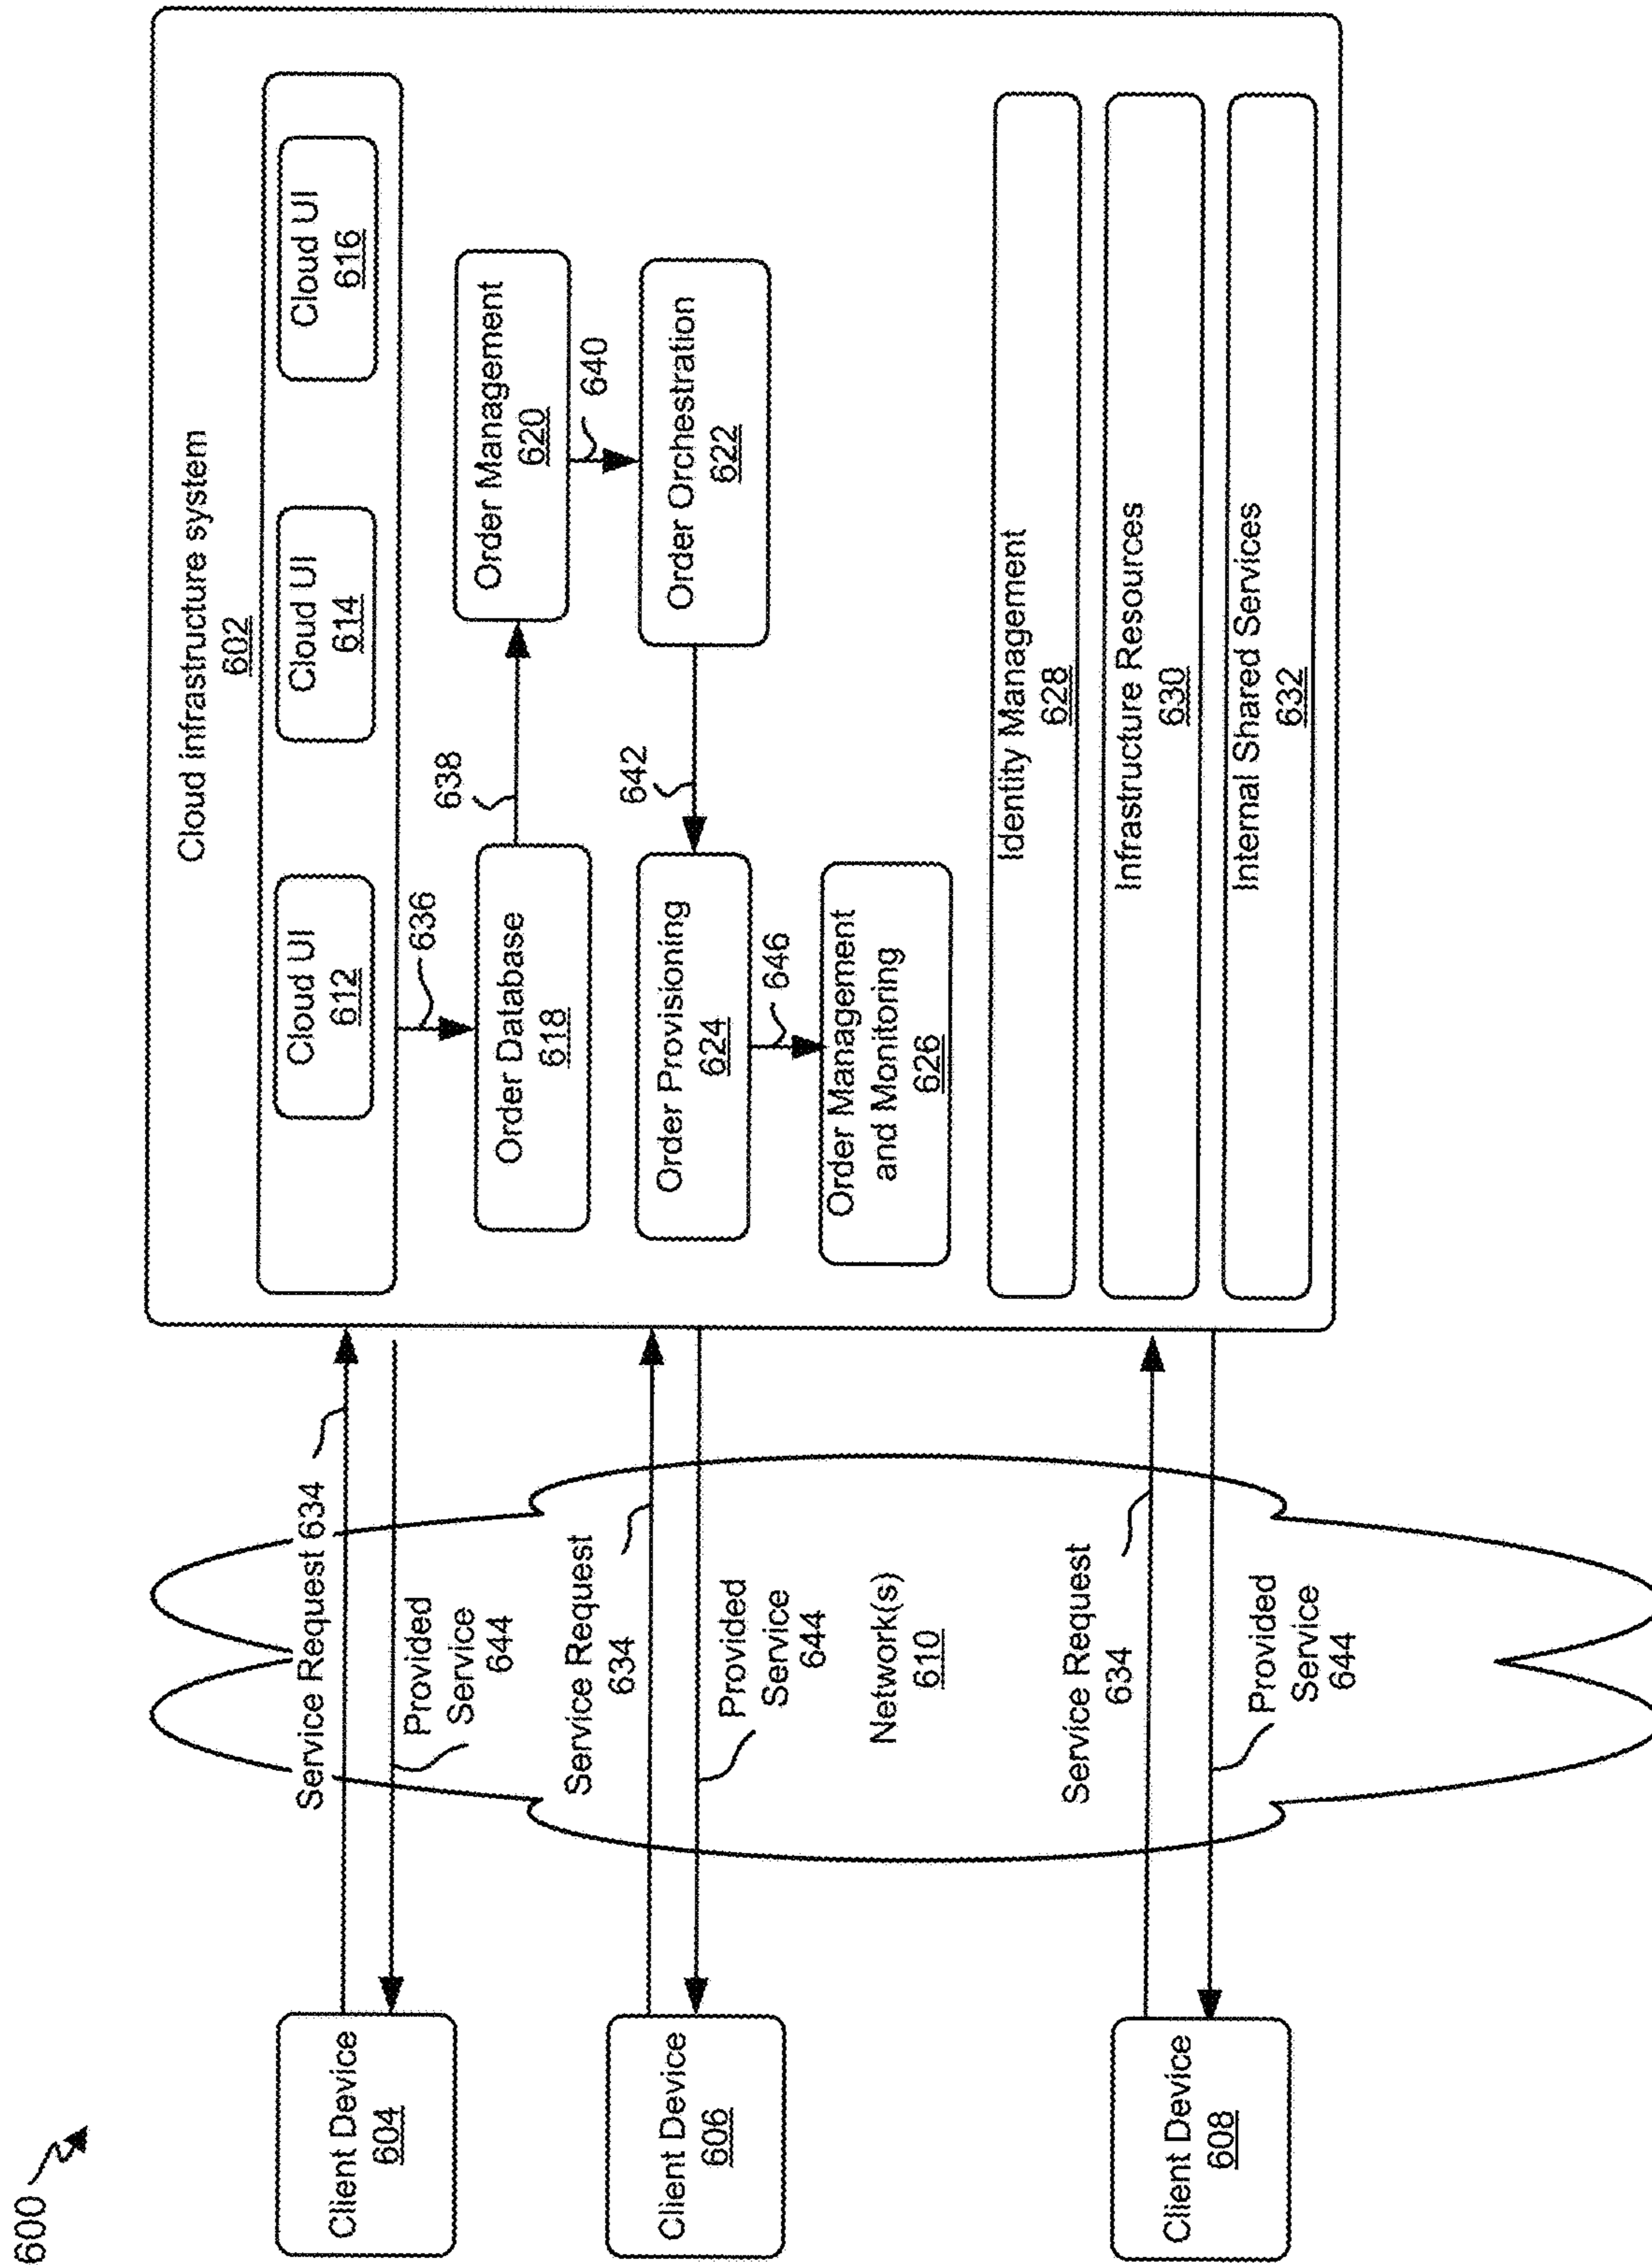 600
Cloud infrastructure system
602
Cloud UI
612
Cloud UI
614
Cloud UI
616
636
Order Database
618
638
Order Management
620
640
Order Orchestration
622
642
Order Provisioning
624
646
Order Management
and Monitoring
626
Identity Management
628
Infrastructure Resources
630
Internal Shared Services
632
Client Device
604
Service Request 634
Provided
Service
644
Client Device
606
Service Request
634
Provided
Service
644
Network(s)
610
Client Device
608
Service Request
634
Provided
Service
644